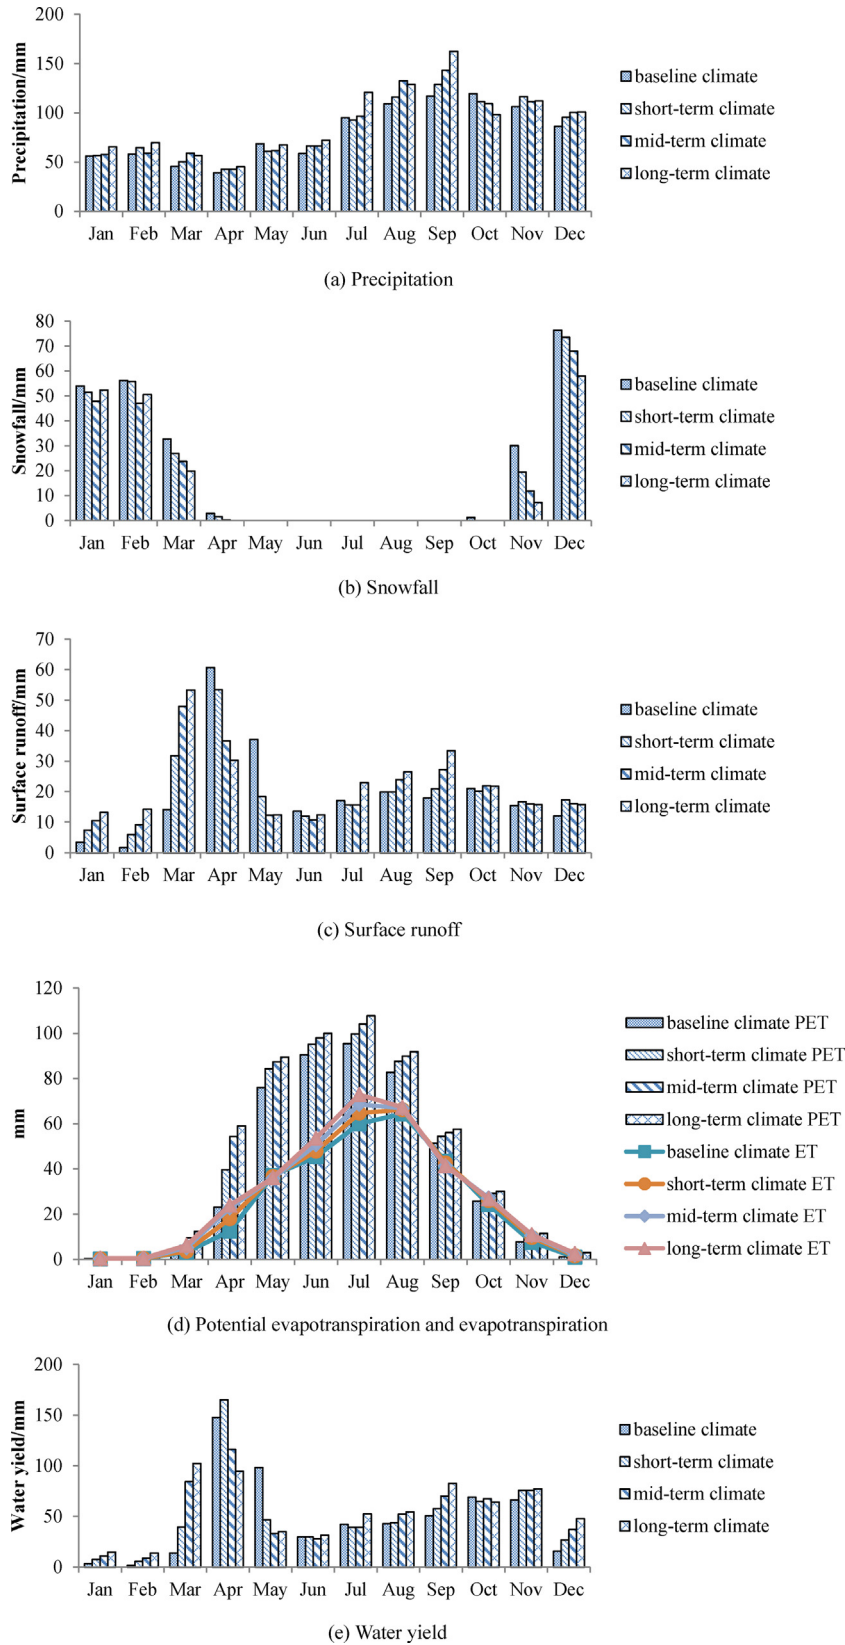 200
150
100
50
0
Precipitation/mm
Jan Feb Mar Apr May Jun Jul Aug Sep Oct Nov Dec
baseline climate
short-term climate
mid-term climate
long-term climate
(a) Precipitation
80
70
60
50
40
30
20
10
0
Snowfall/mm
Jan Feb Mar Apr May Jun Jul Aug Sep Oct Nov Dec
baseline climate
short-term climate
mid-term climate
long-term climate
(b) Snowfall
70
60
50
40
30
20
10
0
Surface runoff/mm
Jan Feb Mar Apr May Jun Jul Aug Sep Oct Nov Dec
baseline climate
short-term climate
mid-term climate
long-term climate
(c) Surface runoff
120
100
80
60
40
20
0
mm
Jan Feb Mar Apr May Jun Jul Aug Sep Oct Nov Dec
baseline climate PET
short-term climate PET
mid-term climate PET
long-term climate PET
baseline climate ET
short-term climate ET
mid-term climate ET
long-term climate ET
(d) Potential evapotranspiration and evapotranspiration
200
150
100
50
0
Water yield/mm
Jan Feb Mar Apr May Jun Jul Aug Sep Oct Nov Dec
baseline climate
short-term climate
mid-term climate
long-term climate
(e) Water yield